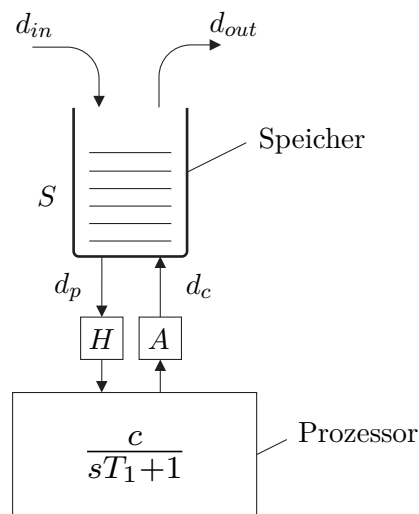 d_in d_out
Speicher
S
d_p d_c
H A
Prozessor
c
sT_1+1